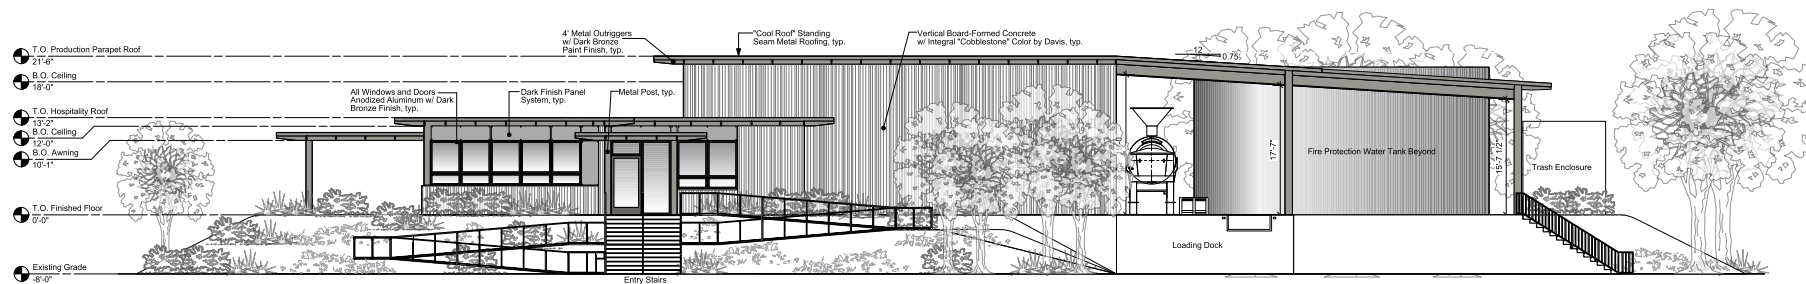 T.O. Production Parapet Roof
21'-6"
B.O. Ceiling
18'-0"
T.O. Hospitality Roof
13'-2"
B.O. Ceiling
12'-0"
B.O. Awning
10'-1"
T.O. Finished Floor
0'-0"
Existing Grade
-8'-0"
All Windows and Doors
Anodized Aluminum w/ Dark
Bronze Finish, typ.
Dark Finish Panel
System, typ.
4' Metal Outriggers
w/ Dark Bronze
Paint Finish, typ.
Metal Post, typ.
"Cool Roof" Standing
Seam Metal Roofing, typ.
Vertical Board-Formed Concrete
w/ Integral "Cobblestone" Color by Davis, typ.
12
0.75
17'-7"
Fire Protection Water Tank Beyond
15'-7 1/2"
Trash Enclosure
Loading Dock
Entry Stairs